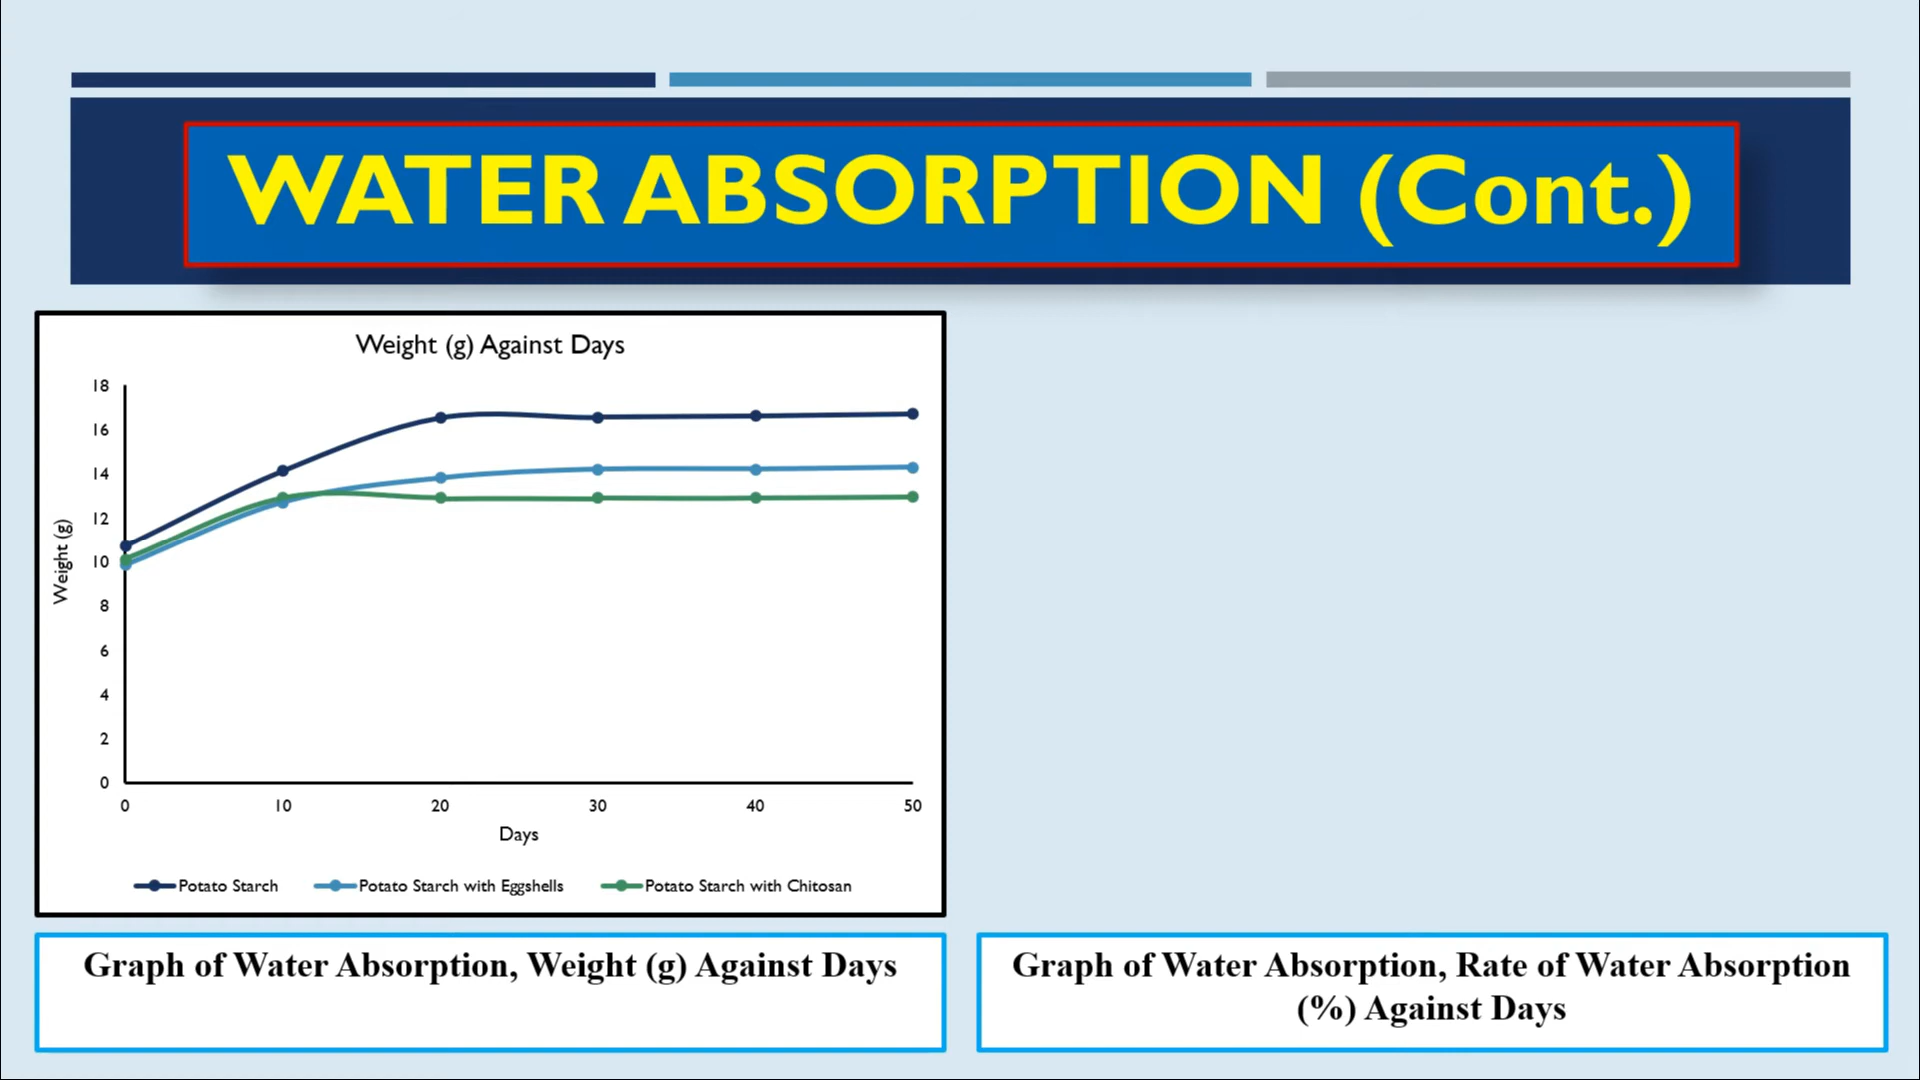 WATER ABSORPTION (Cont.)
Weight (g) Against Days
18
16
14
12
10
8
6
4
2
0
Weight (g)
0 10 20 30 40 50
Days
Potato Starch Potato Starch with Eggshells Potato Starch with Chitosan
Graph of Water Absorption, Weight (g) Against Days
Graph of Water Absorption, Rate of Water Absorption
(%) Against Days